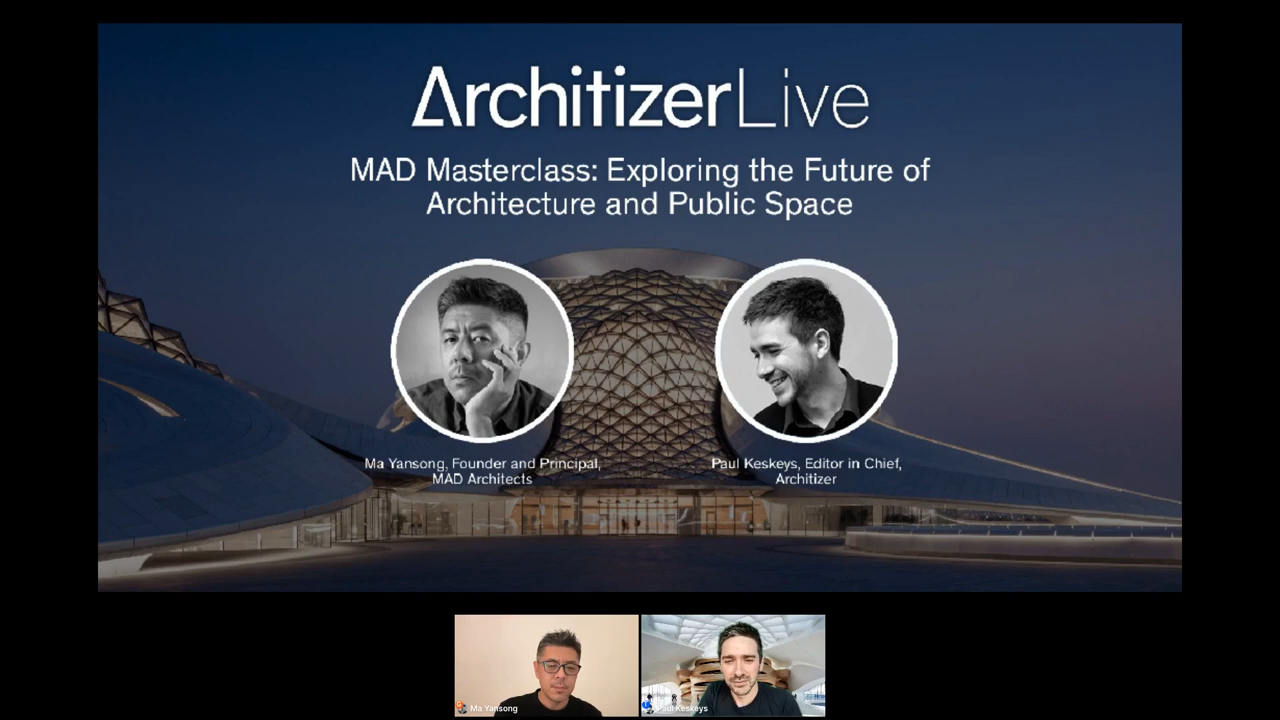 ArchitizerLive
MAD Masterclass: Exploring the Future of
Architecture and Public Space
Ma Yansong, Founder and Principal,
MAD Architects
Paul Keskeys, Editor in Chief,
Architizer
Ma Yansong
Paul Keskeys